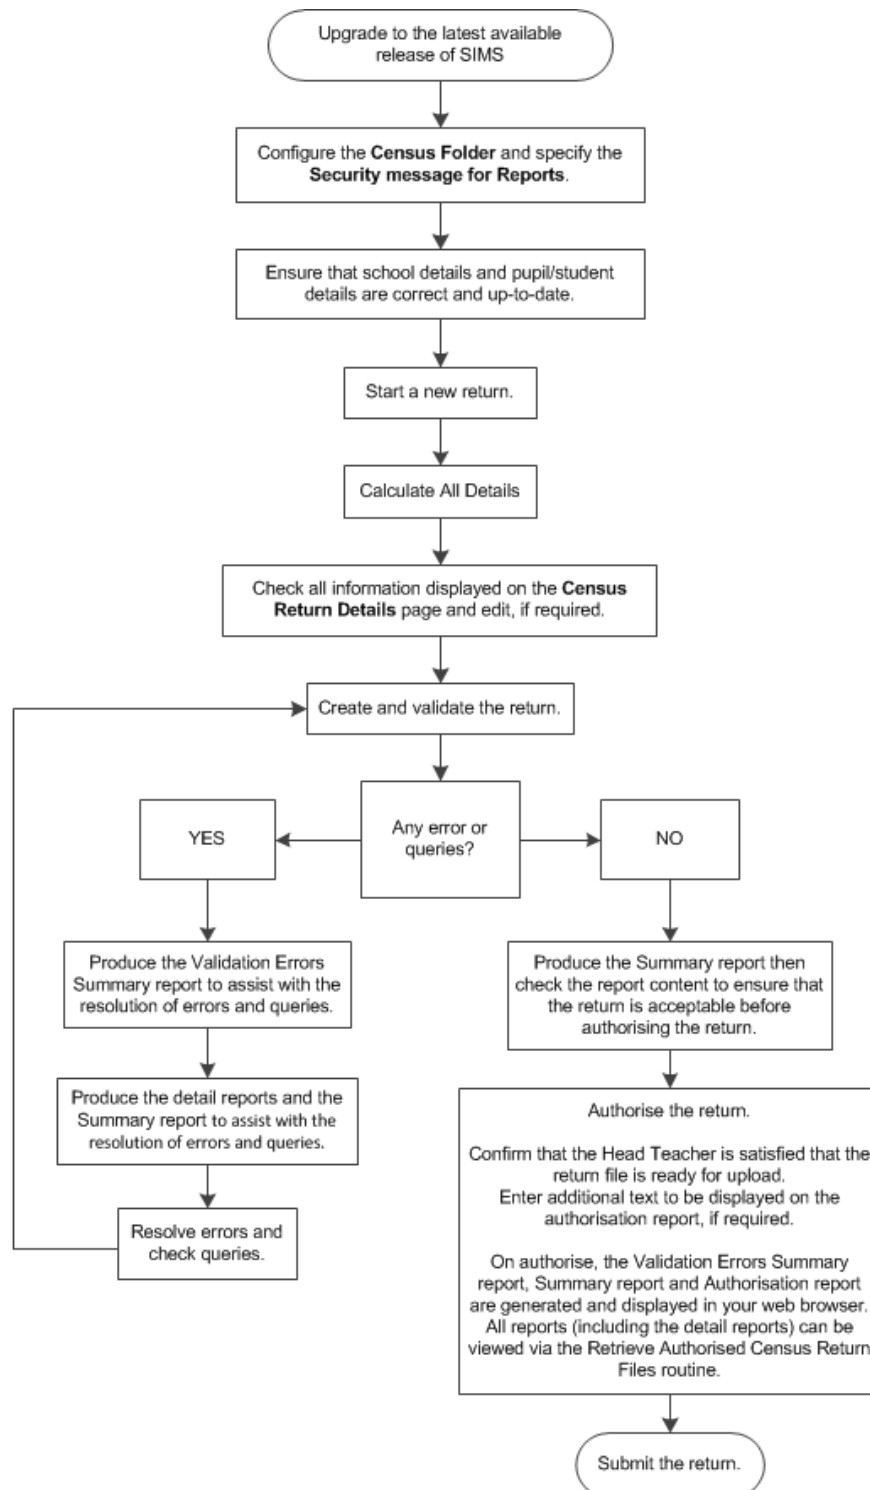 Upgrade to the latest available
release of SIMS
Configure the Census Folder and specify the
Security message for Reports.
Ensure that school details and pupil/student
details are correct and up-to-date.
Start a new return.
Calculate All Details
Check all information displayed on the Census
Return Details page and edit, if required.
Create and validate the return.
Any error or
queries?
YES
NO
Produce the Validation Errors
Summary report to assist with the
resolution of errors and queries.
Produce the detail reports and the
Summary report to assist with the
resolution of errors and queries.
Resolve errors and
check queries.
Produce the Summary report then
check the report content to ensure that
the return is acceptable before
authorising the return.
Authorise the return.
Confirm that the Head Teacher is satisfied that the
return file is ready for upload.
Enter additional text to be displayed on the
authorisation report, if required.
On authorise, the Validation Errors Summary
report, Summary report and Authorisation report
are generated and displayed in your web browser.
All reports (including the detail reports) can be
viewed via the Retrieve Authorised Census Return
Files routine.
Submit the return.